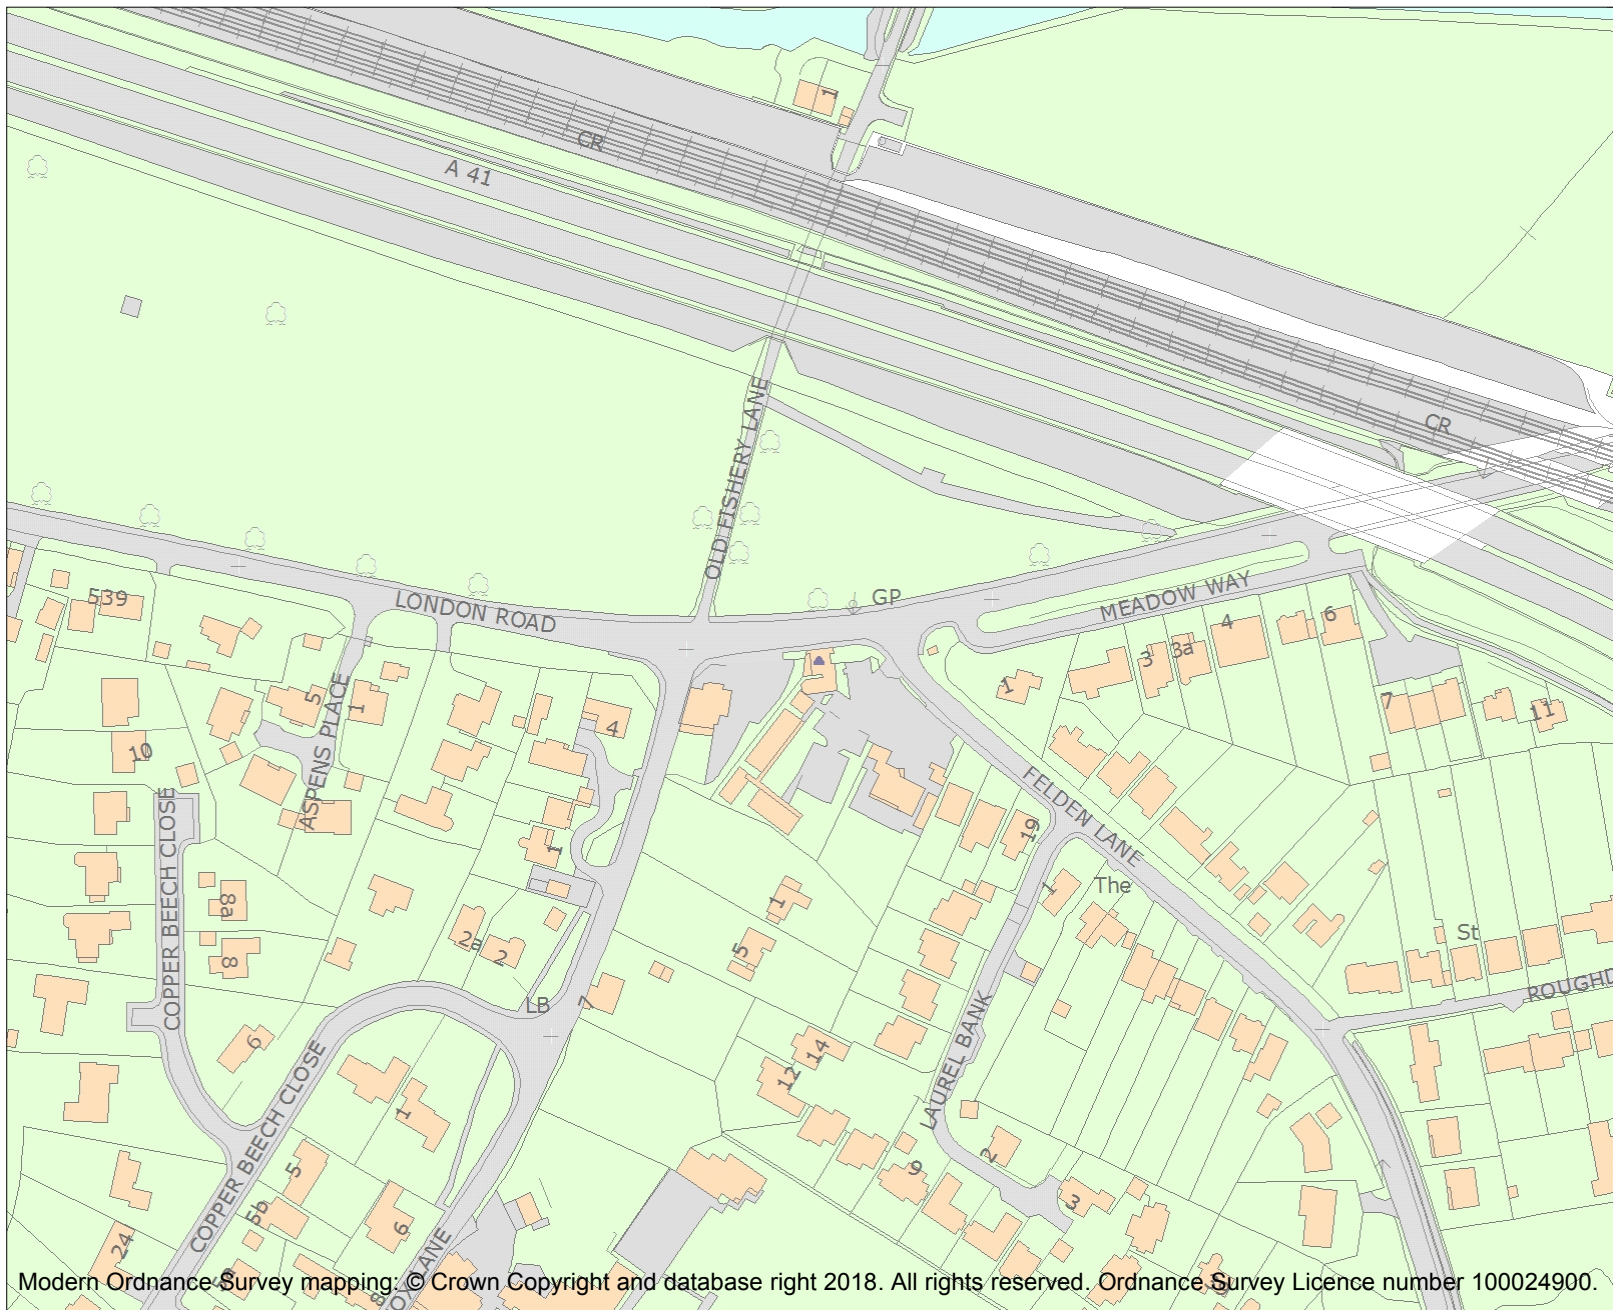 1
CR
A 41
CR
OLD FISHERY LANE
GP
LONDON ROAD
MEADOW WAY
539
6
4
3a
3
1
5
1
7
11
4
ASPENS PLACE
10
COPPER BEECH CLOSE
FELDEN LANE
19
1
1
The
8a
1
2a
2
5
St
8
ROUGHD
LB
7
LAUREL BANK
6
14
12
1
COPPER BEECH CLOSE
2
5
9
3
5b
6
24
OXLANE
8
Modern Ordnance Survey mapping: © Crown Copyright and database right 2018. All rights reserved. Ordnance Survey Licence number 100024900.